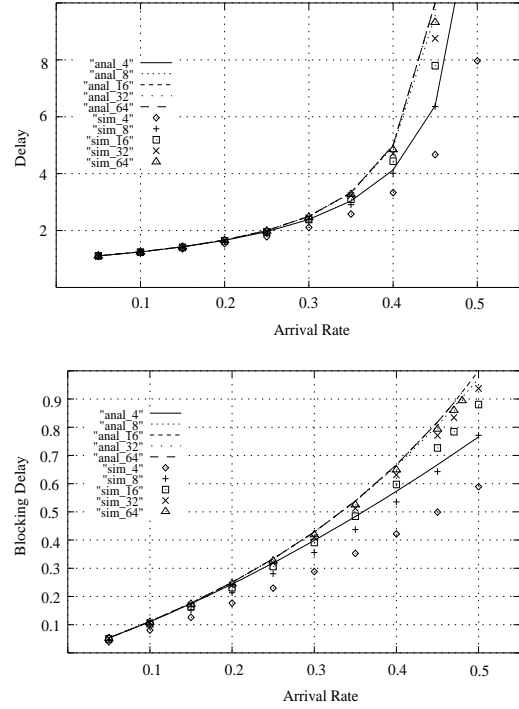 8
6
4
2
Delay
"anal_4"
"anal_8"
"anal_16"
"anal_32"
"anal_64"
"sim_4"
"sim_8"
"sim_16"
"sim_32"
"sim_64"
0.1 0.2 0.3 0.4 0.5
Arrival Rate
0.9
0.8
0.7
0.6
0.5
0.4
0.3
0.2
0.1
Blocking Delay
"anal_4"
"anal_8"
"anal_16"
"anal_32"
"anal_64"
"sim_4"
"sim_8"
"sim_16"
"sim_32"
"sim_64"
0.1 0.2 0.3 0.4 0.5
Arrival Rate